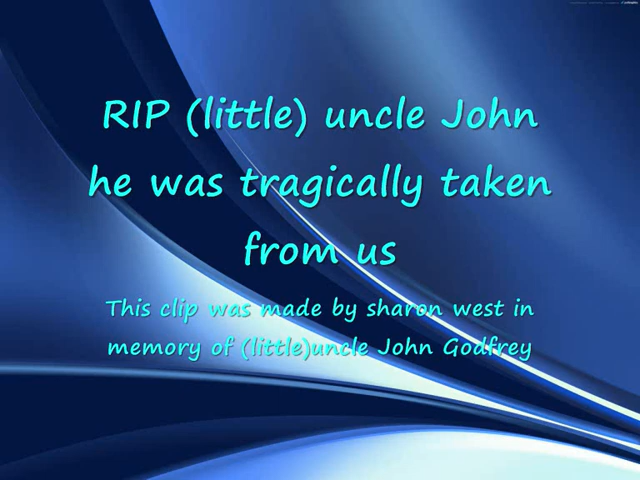 RIP (little) uncle John
he was tragically taken
from us
This clip was made by sharon west in
memory of (little)uncle John Godfrey